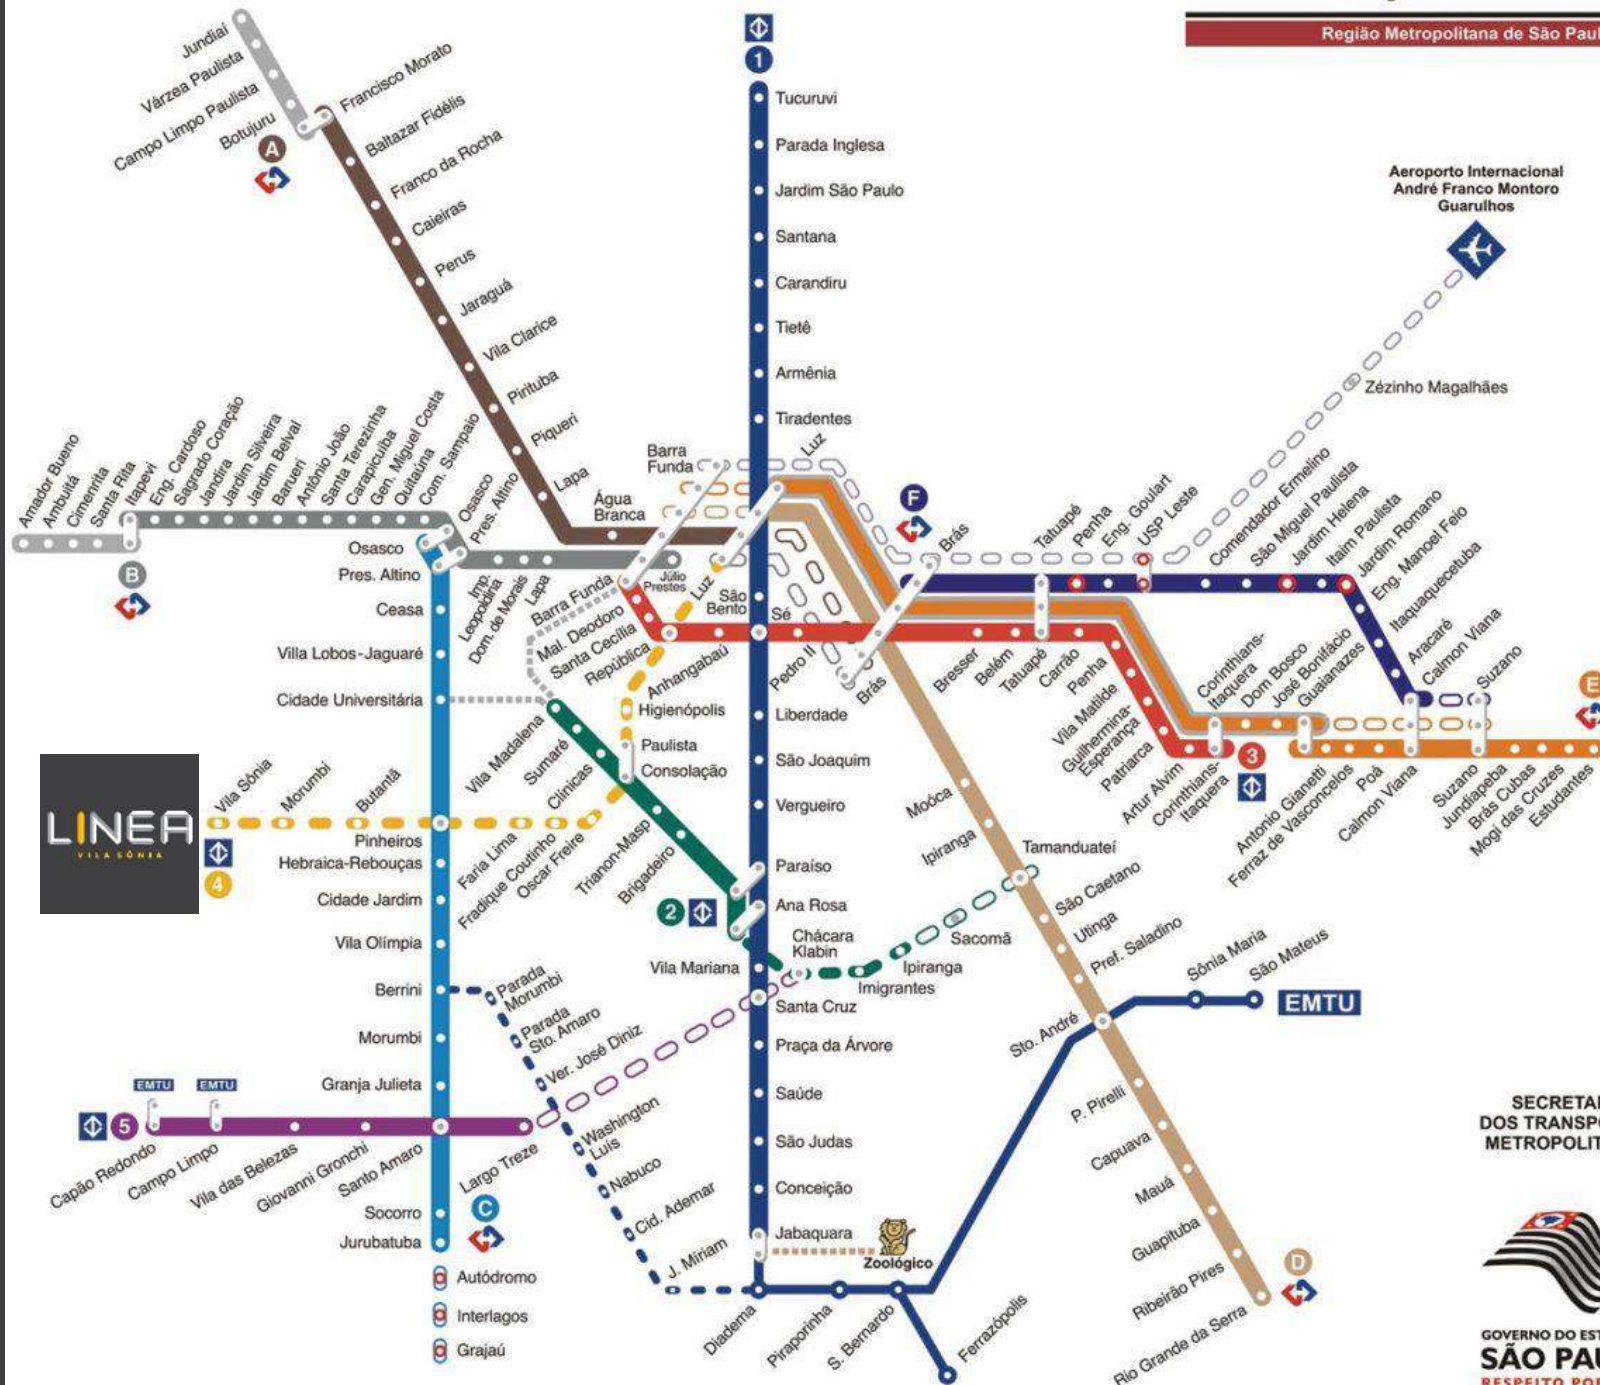 Região Metropolitana de São Paul
1
Tucuruvi
Parada Inglesa
Jardim São Paulo
Santana
Carandiru
Tietê
Armênia
Tiradentes
Luz
São
Bento
Sé
Liberdade
São Joaquim
Vergueiro
Paraíso
Ana Rosa
Vila Mariana
Santa Cruz
Praça da Árvore
Saúde
São Judas
Conceição
Jabaquara
Zoológico
Jundiaí
Várzea Paulista
Campo Limpo Paulista
Botujuru
A
Francisco Morato
Baltazar Fidélis
Franco da Rocha
Caieiras
Perus
Jaraguá
Vila Clarice
Pirituba
Piqueri
Lapa
Água
Branca
Barra
Funda
Aeroporto Internacional
André Franco Montoro
Guarulhos
Zézinho Magalhães
Amador Bueno
Ambuitá
Cimenrita
Santa Rita
Itapevi
Eng. Cardoso
Sagrado Coração
Jandira
Jardim Silveira
Jardim Belval
Barueri
Antônio João
Santa Terezinha
Carapicuíba
Gen. Miguel Costa
Quitaúna
Com. Sampaio
Osasco
Pres. Altino
B
Imp.
Leopoldina
Dom. de Morais
Lapa
Barra Funda
Júlio
Prestes
Luz
Osasco
Pres. Altino
Ceasa
Villa Lobos-Jaguaré
Cidade Universitária
Pinheiros
Hebraica-Rebouças
Cidade Jardim
Vila Olímpia
Berrini
Morumbi
Granja Julieta
Santo Amaro
Socorro
Jurubatuba
C
Autódromo
Interlagos
Grajaú
Mal. Deodoro
Santa Cecília
República
Anhangabaú
Pedro II
Brás
Bresser
Belém
Tatuapé
Carrão
Penha
Vila Matilde
Guilhermina-
Esperança
Patriarca
Artur Alvim
Corinthians-
Itaquera
3
F
Brás
Tatuapé
Penha
Eng. Goulart
USP Leste
Comendador Ermelino
São Miguel Paulista
Jardim Helena
Itaim Paulista
Jardim Romano
Eng. Manoel Feio
Itaquaquecetuba
Aracaré
Calmon Viana
Suzano
Corinthians-
Itaquera
Dom Bosco
José Bonifácio
Guaianazes
E
Antonio Gianetti
Ferraz de Vasconcelos
Poá
Calmon Viana
Suzano
Jundiapeba
Brás Cubas
Mogi das Cruzes
Estudantes
LINEA
VILA SÔNIA
4
Vila Sônia
Morumbi
Butantã
Faria Lima
Fradique Coutinho
Oscar Freire
Higienópolis
Paulista
Consolação
Vila Madalena
Sumaré
Clínicas
Trianon-Masp
Brigadeiro
2
Chácara
Klabin
Imigrantes
Ipiranga
Sacomã
Tamanduateí
Moóca
Ipiranga
São Caetano
Utinga
Pref. Saladino
Sto. André
P. Pirelli
Capuava
Mauá
Guapituba
Ribeirão Pires
Rio Grande da Serra
D
Sônia Maria
São Mateus
EMTU
Parada
Morumbi
Parada
Sto. Amaro
Ver. José Diniz
Washington
Luís
Nabuco
Cid. Ademar
J. Miriam
Diadema
Piraporinha
S. Bernardo
Ferrazópolis
EMTU
EMTU
5
Capão Redondo
Campo Limpo
Vila das Belezas
Giovanni Gronchi
Largo Treze
SECRETA
DOS TRANSP
METROPOLIT
GOVERNO DO EST
SÃO PAU
RESPEITO POR